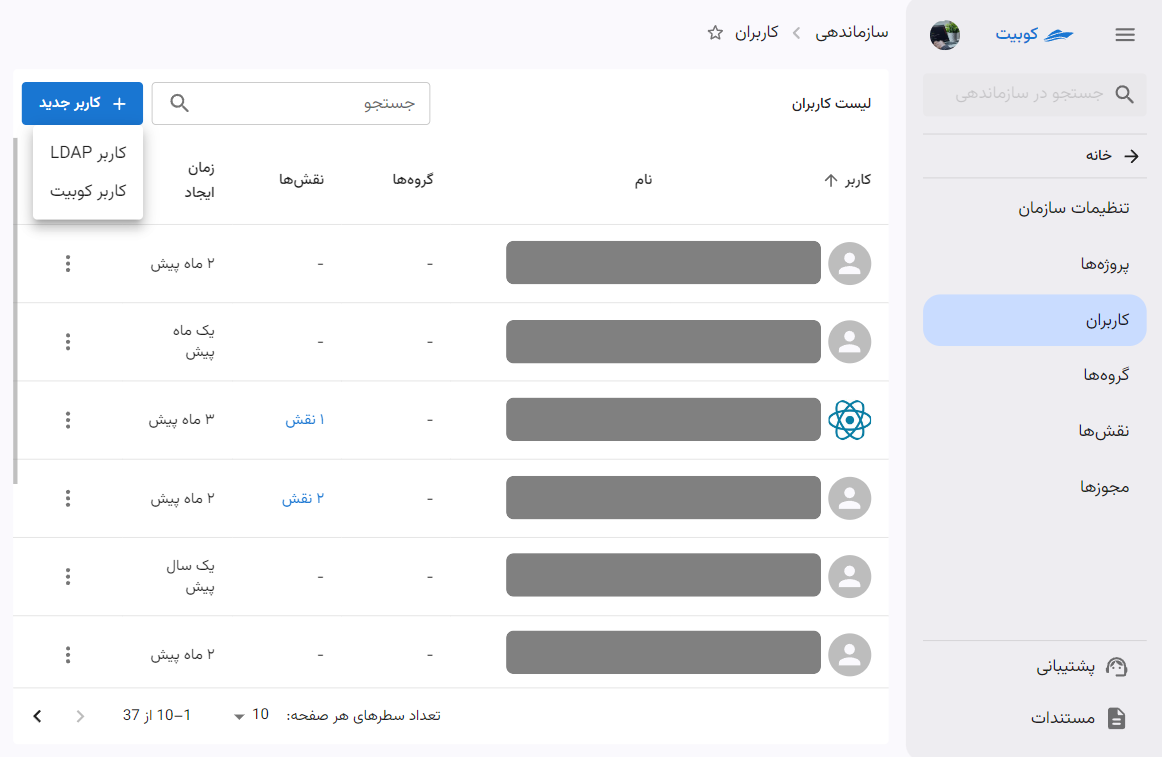 کوبیت
جستجو در سازماندهی
خانه
تنظیمات سازمان
پروژه‌ها
کاربران
گروه‌ها
نقش‌ها
مجوزها
پشتیبانی
مستندات
سازماندهی
کاربران
لیست کاربران
جستجو
کاربر جدید
کاربر LDAP
کاربر کوبیت
کاربر
نام
گروه‌ها
نقش‌ها
زمان
ایجاد
-
-
۲ ماه پیش
-
-
یک ماه
پیش
-
۱ نقش
۳ ماه پیش
-
۲ نقش
۲ ماه پیش
-
-
یک سال
پیش
-
-
۲ ماه پیش
تعداد سطرهای هر صفحه:
10
1–10 از 37